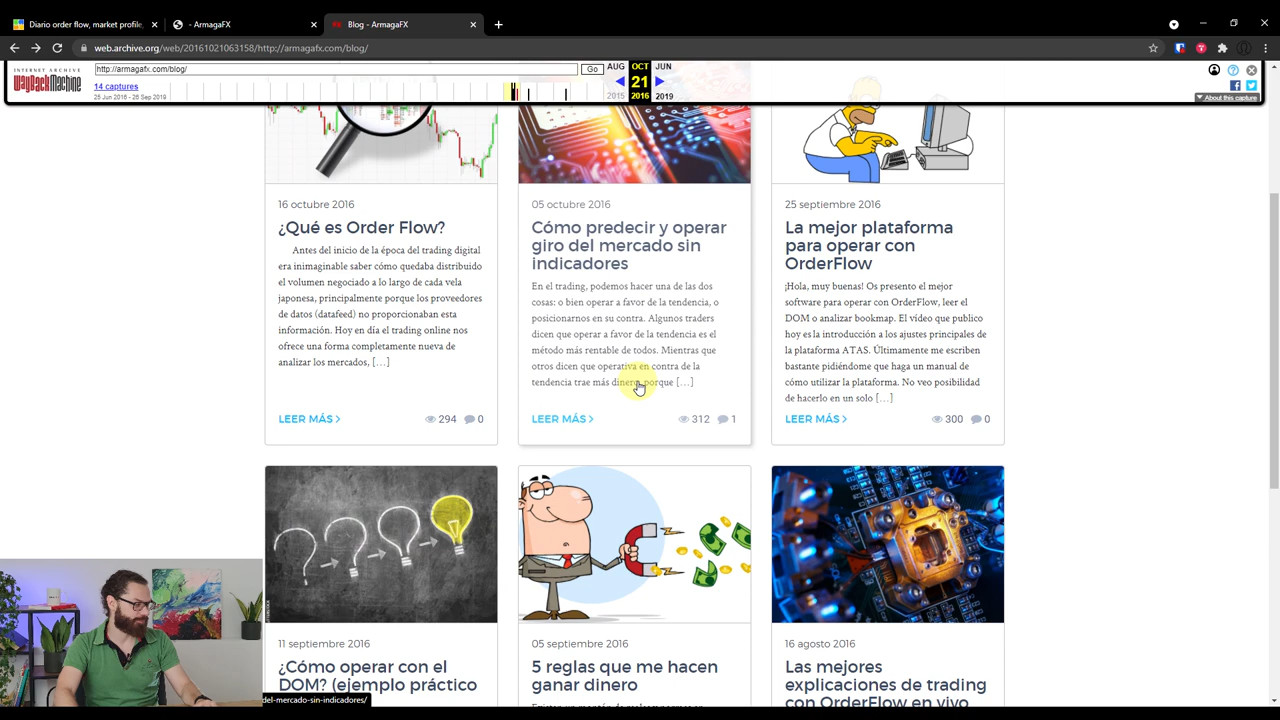 Diario order flow, market profile,
- ArmagaFX
Blog - ArmagaFX
web.archive.org/web/20161021063158/http://armagafx.com/blog/
INTERNET ARCHIVE
WayBackMachine
http://armagafx.com/blog/
Go
14 captures
25 Jun 2016 - 26 Sep 2019
AUG OCT JUN
21
2015 2016 2019
About this capture
16 octubre 2016
¿Qué es Order Flow?
Antes del inicio de la época del trading digital
era inimaginable saber cómo quedaba distribuido
el volumen negociado a lo largo de cada vela
japonesa, principalmente porque los proveedores
de datos (datafeed) no proporcionaban esta
información. Hoy en día el trading online nos
ofrece una forma completamente nueva de
analizar los mercados, […]
LEER MÁS
294 0
05 octubre 2016
Cómo predecir y operar
giro del mercado sin
indicadores
En el trading, podemos hacer una de las dos
cosas: o bien operar a favor de la tendencia, o
posicionarnos en su contra. Algunos traders
dicen que operar a favor de la tendencia es el
método más rentable de todos. Mientras que
otros dicen que operativa en contra de la
tendencia trae más dinero, porque […]
LEER MÁS
312 1
25 septiembre 2016
La mejor plataforma
para operar con
OrderFlow
¡Hola, muy buenas! Os presento el mejor
software para operar con OrderFlow, leer el
DOM o analizar bookmap. El vídeo que publico
hoy es la introducción a los ajustes principales de
la plataforma ATAS. Últimamente me escriben
bastante pidiéndome que haga un manual de
cómo utilizar la plataforma. No veo posibilidad
de hacerlo en un solo […]
LEER MÁS
300 0
11 septiembre 2016
¿Cómo operar con el
DOM? (ejemplo práctico
05 septiembre 2016
5 reglas que me hacen
ganar dinero
16 agosto 2016
Las mejores
explicaciones de trading
con OrderFlow en vivo
del-mercado-sin-indicadores/